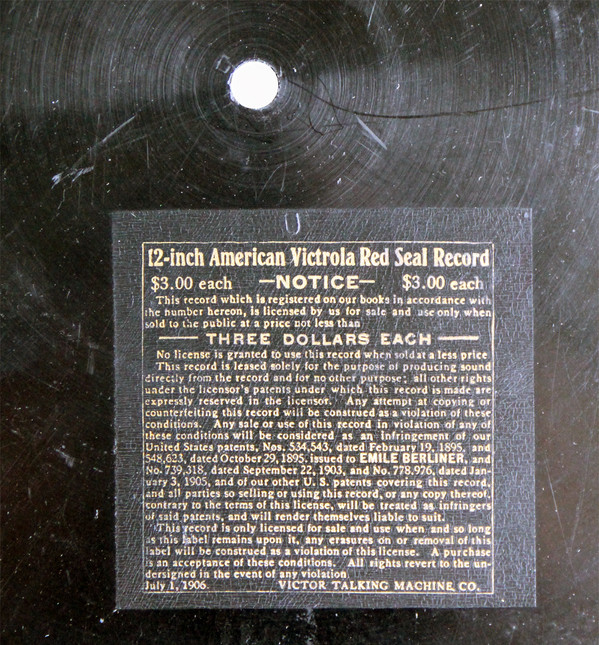 12-inch American Victrola Red Seal Record
$3.00 each —NOTICE— $3.00 each
This record which is registered on our books in accordance with
the number hereon, is licensed by us for sale and use only when
sold to the public at a price not less than
— THREE DOLLARS EACH —
No license is granted to use this record when sold at a less price
This record is leased solely for the purpose of producing sound
directly from the record and for no other purpose; all other rights
under the licensor's patents under which this record is made are
expressly reserved in the licensor. Any attempt at copying or
counterfeiting this record will be construed as a violation of these
conditions. Any sale or use of this record in violation of any of
these conditions will be considered as an infringement of our
United States patents, Nos. 534,543, dated February 19, 1895, and
548,623, dated October 29, 1895, issued to EMILE BERLINER, and
No. 739,318, dated September 22, 1903, and No. 778,976, dated Jan-
uary 3, 1905, and of our other U. S. patents covering this record,
and all parties so selling or using this record, or any copy thereof,
contrary to the terms of this license, will be treated as infringers
of said patents, and will render themselves liable to suit.
This record is only licensed for sale and use when and so long
as this label remains upon it, any erasures on or removal of this
label will be construed as a violation of this license. A purchase
is an acceptance of these conditions. All rights revert to the un-
dersigned in the event of any violation
July 1, 1906. VICTOR TALKING MACHINE CO.